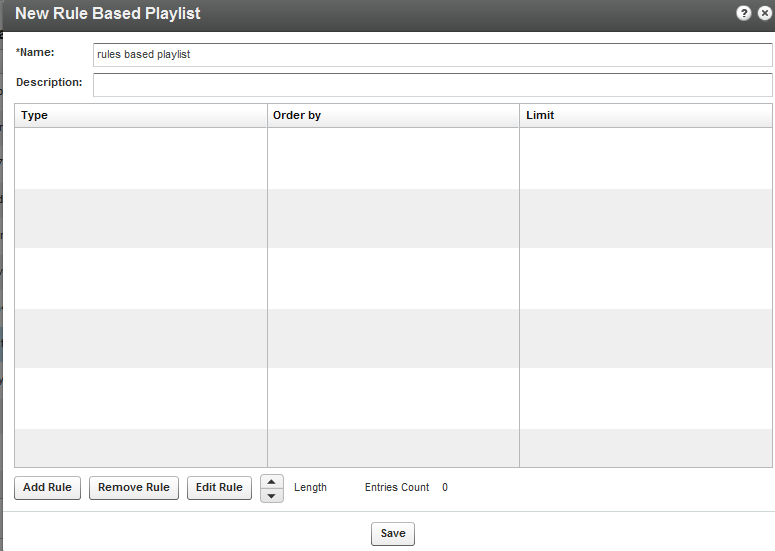 New Rule Based Playlist
*Name: rules based playlist
Description:
Type Order by Limit
Add Rule Remove Rule Edit Rule Length Entries Count 0
Save